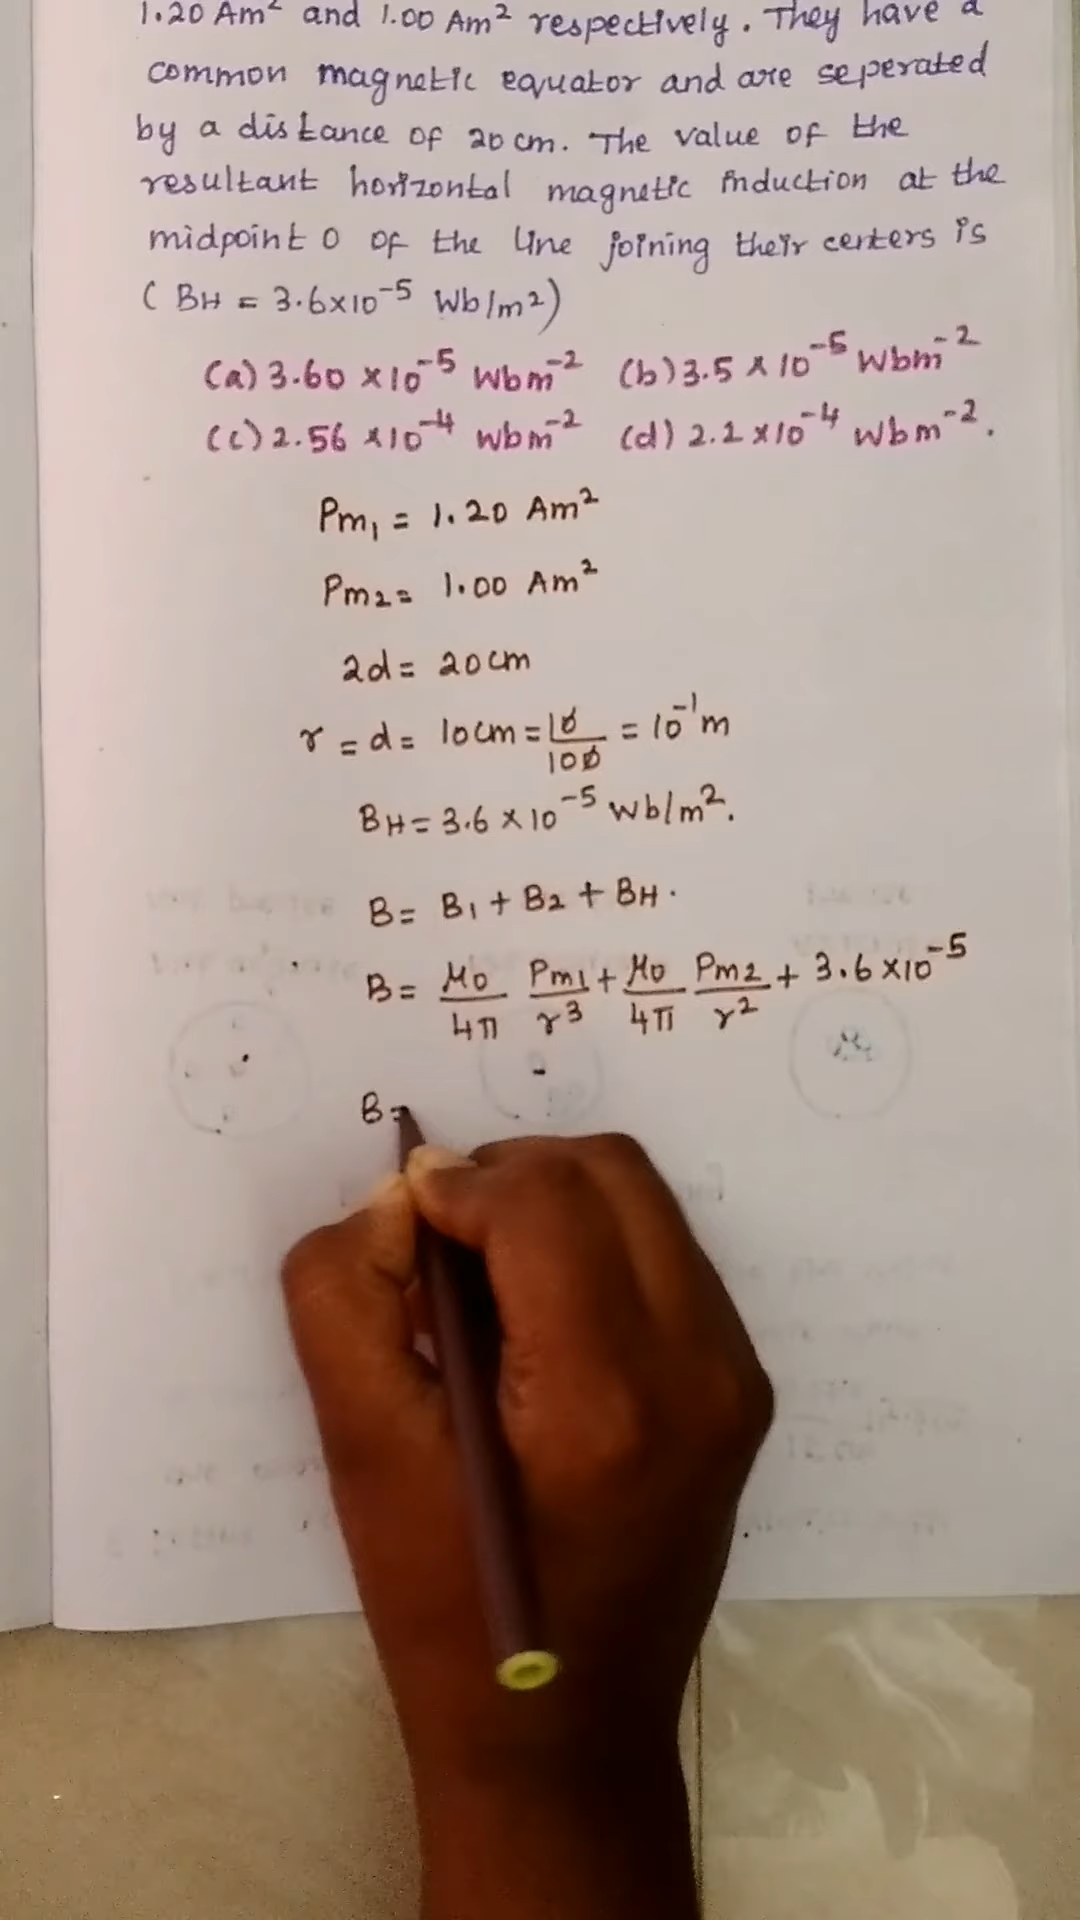 1.20 Am² and 1.00 Am² respectively. They have a
common magnetic equator and are seperated
by a distance of 20 cm. The value of the
resultant horizontal magnetic induction at the
midpoint O of the line joining their centers is
( BH = 3.6×10⁻⁵ Wb/m²)
(a) 3.60 ×10⁻⁵ Wbm⁻² (b) 3.5 × 10⁻⁵ Wbm⁻²
(c) 2.56 ×10⁻⁴ Wbm⁻² (d) 2.2 ×10⁻⁴ Wbm⁻².
Pm₁ = 1.20 Am²
Pm₂ = 1.00 Am²
2d = 20cm
r = d = 10cm = 10/100 = 10⁻¹m
BH = 3.6 × 10⁻⁵ Wb/m².
B = B₁ + B₂ + BH.
B = μ₀/4π Pm₁/r³ + μ₀/4π Pm₂/r² + 3.6 ×10⁻⁵
B =